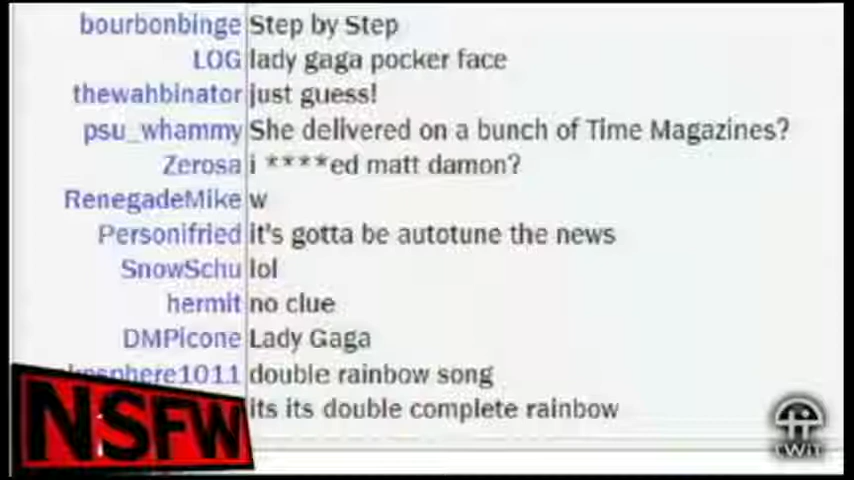 bourbonbinge Step by Step
LOG lady gaga pocker face
thewahbinator just guess!
psu_whammy She delivered on a bunch of Time Magazines?
Zerosa i ****ed matt damon?
RenegadeMike w
Personifried it's gotta be autotune the news
SnowSchu lol
hermit no clue
DMPicone Lady Gaga
double rainbow song
its its double complete rainbow
NSFW
TWiT